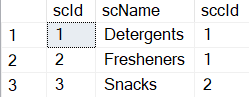 scId scName sccId
1 1 Detergents 1
2 2 Fresheners 1
3 3 Snacks 2